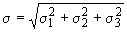 σ = √(σ₁² + σ₂² + σ₃²)